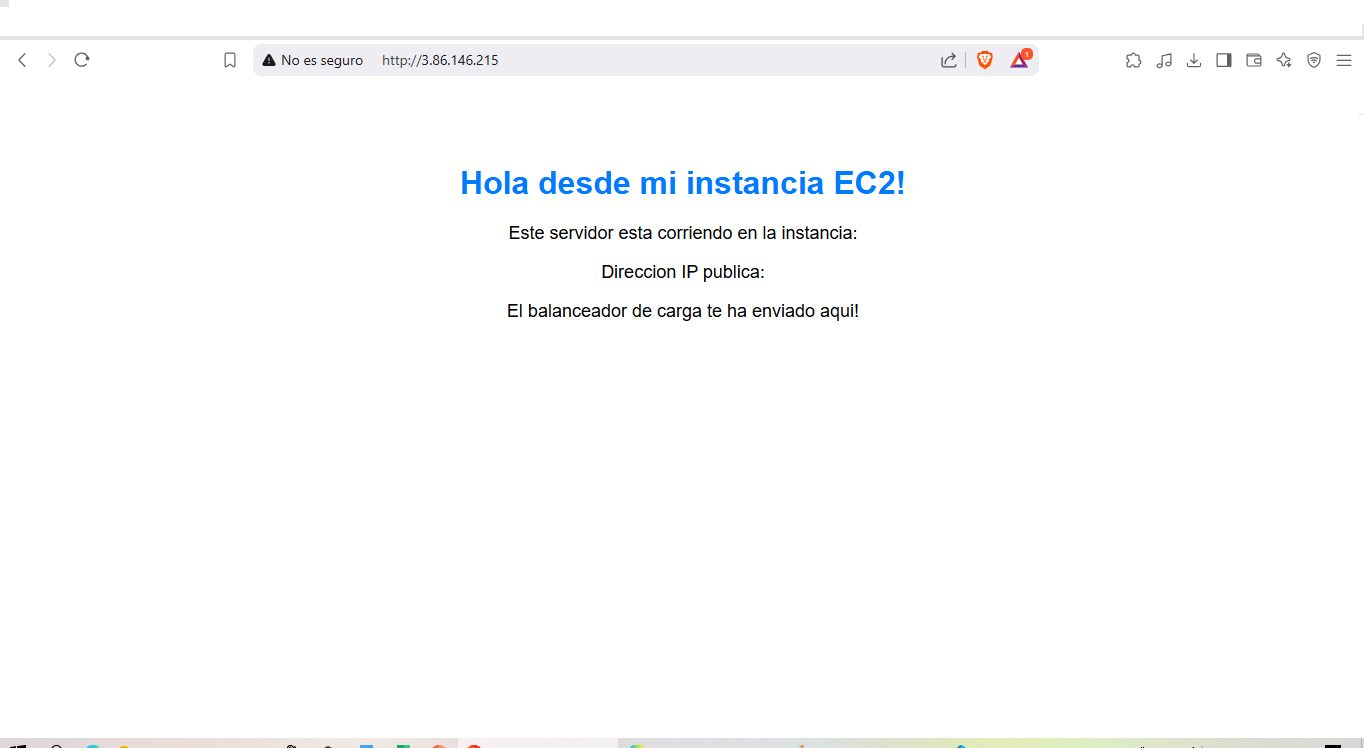 No es seguro http://3.86.146.215
1
Hola desde mi instancia EC2!
Este servidor esta corriendo en la instancia:
Direccion IP publica:
El balanceador de carga te ha enviado aqui!